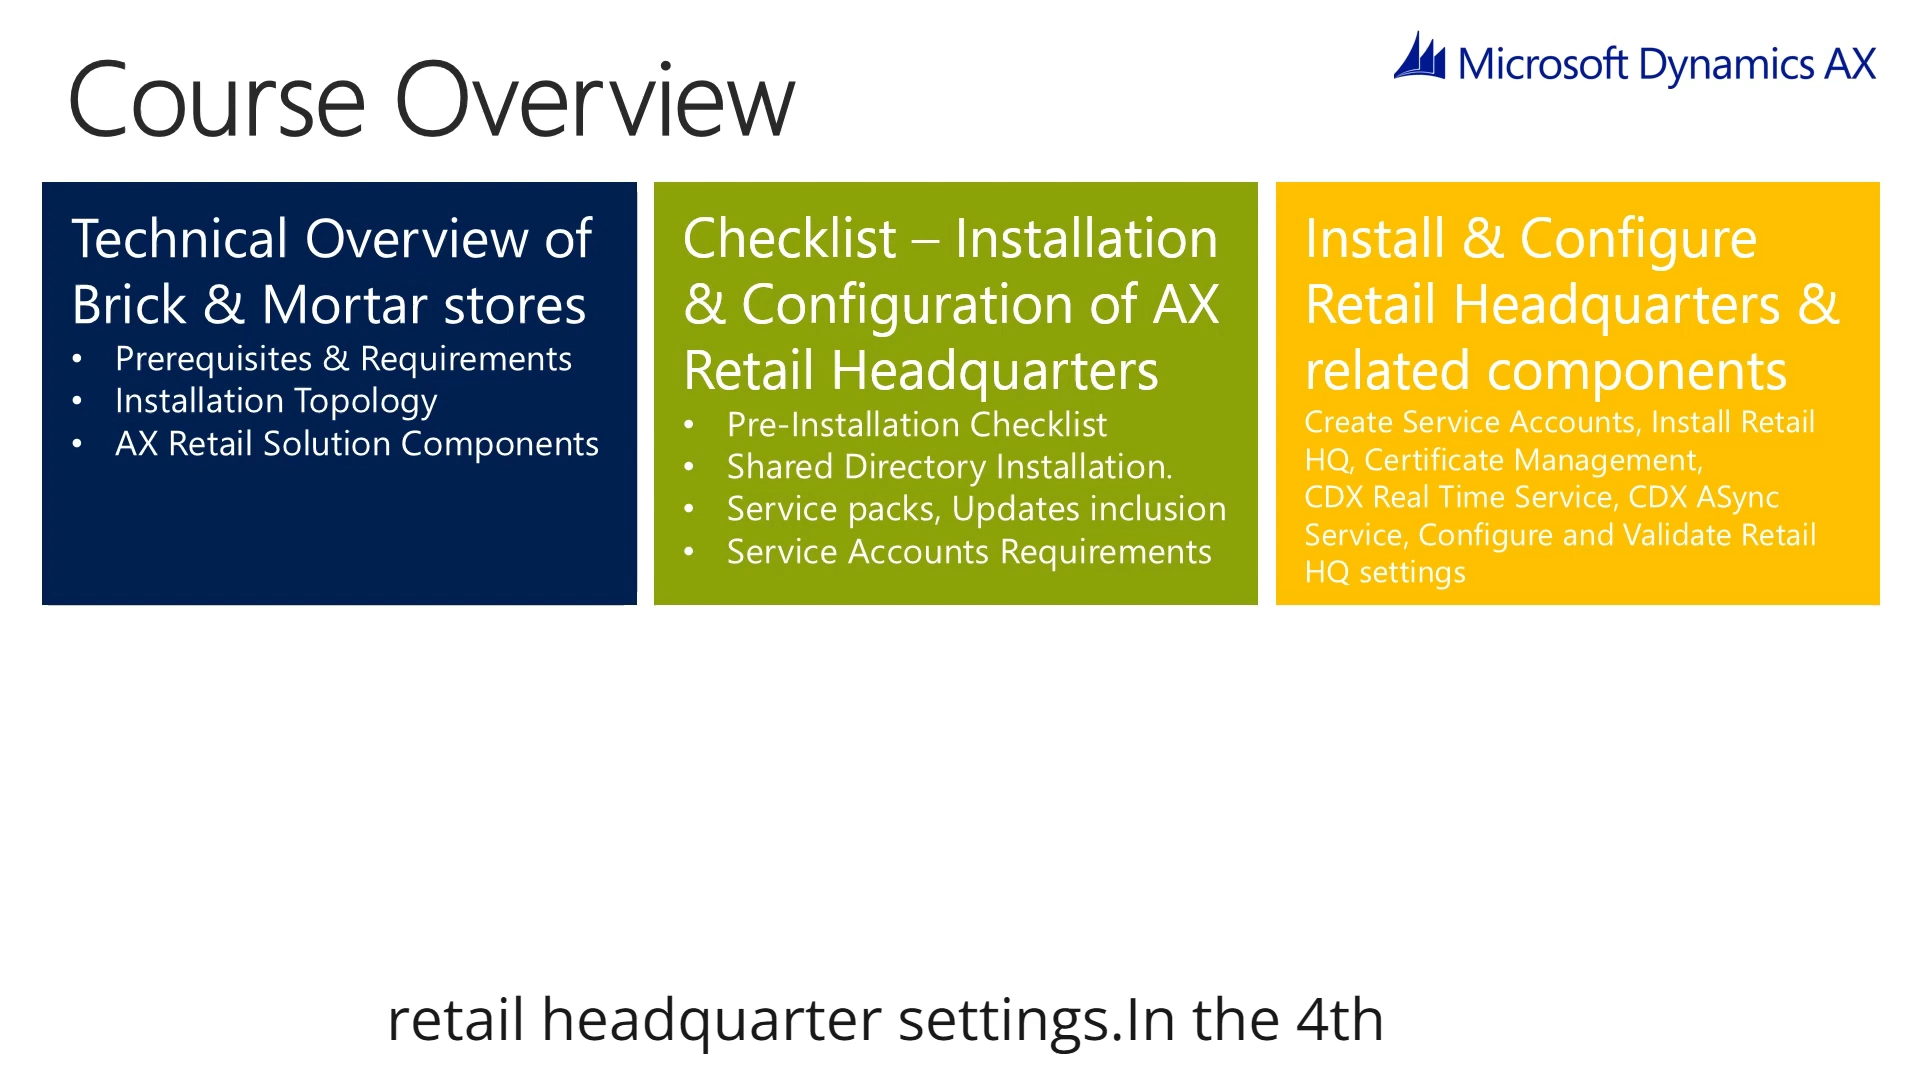 Course Overview
Microsoft Dynamics AX
Technical Overview of
Brick & Mortar stores
• Prerequisites & Requirements
• Installation Topology
• AX Retail Solution Components
Checklist – Installation
& Configuration of AX
Retail Headquarters
• Pre-Installation Checklist
• Shared Directory Installation.
• Service packs, Updates inclusion
• Service Accounts Requirements
Install & Configure
Retail Headquarters &
related components
Create Service Accounts, Install Retail
HQ, Certificate Management,
CDX Real Time Service, CDX ASync
Service, Configure and Validate Retail
HQ settings
retail headquarter settings.In the 4th